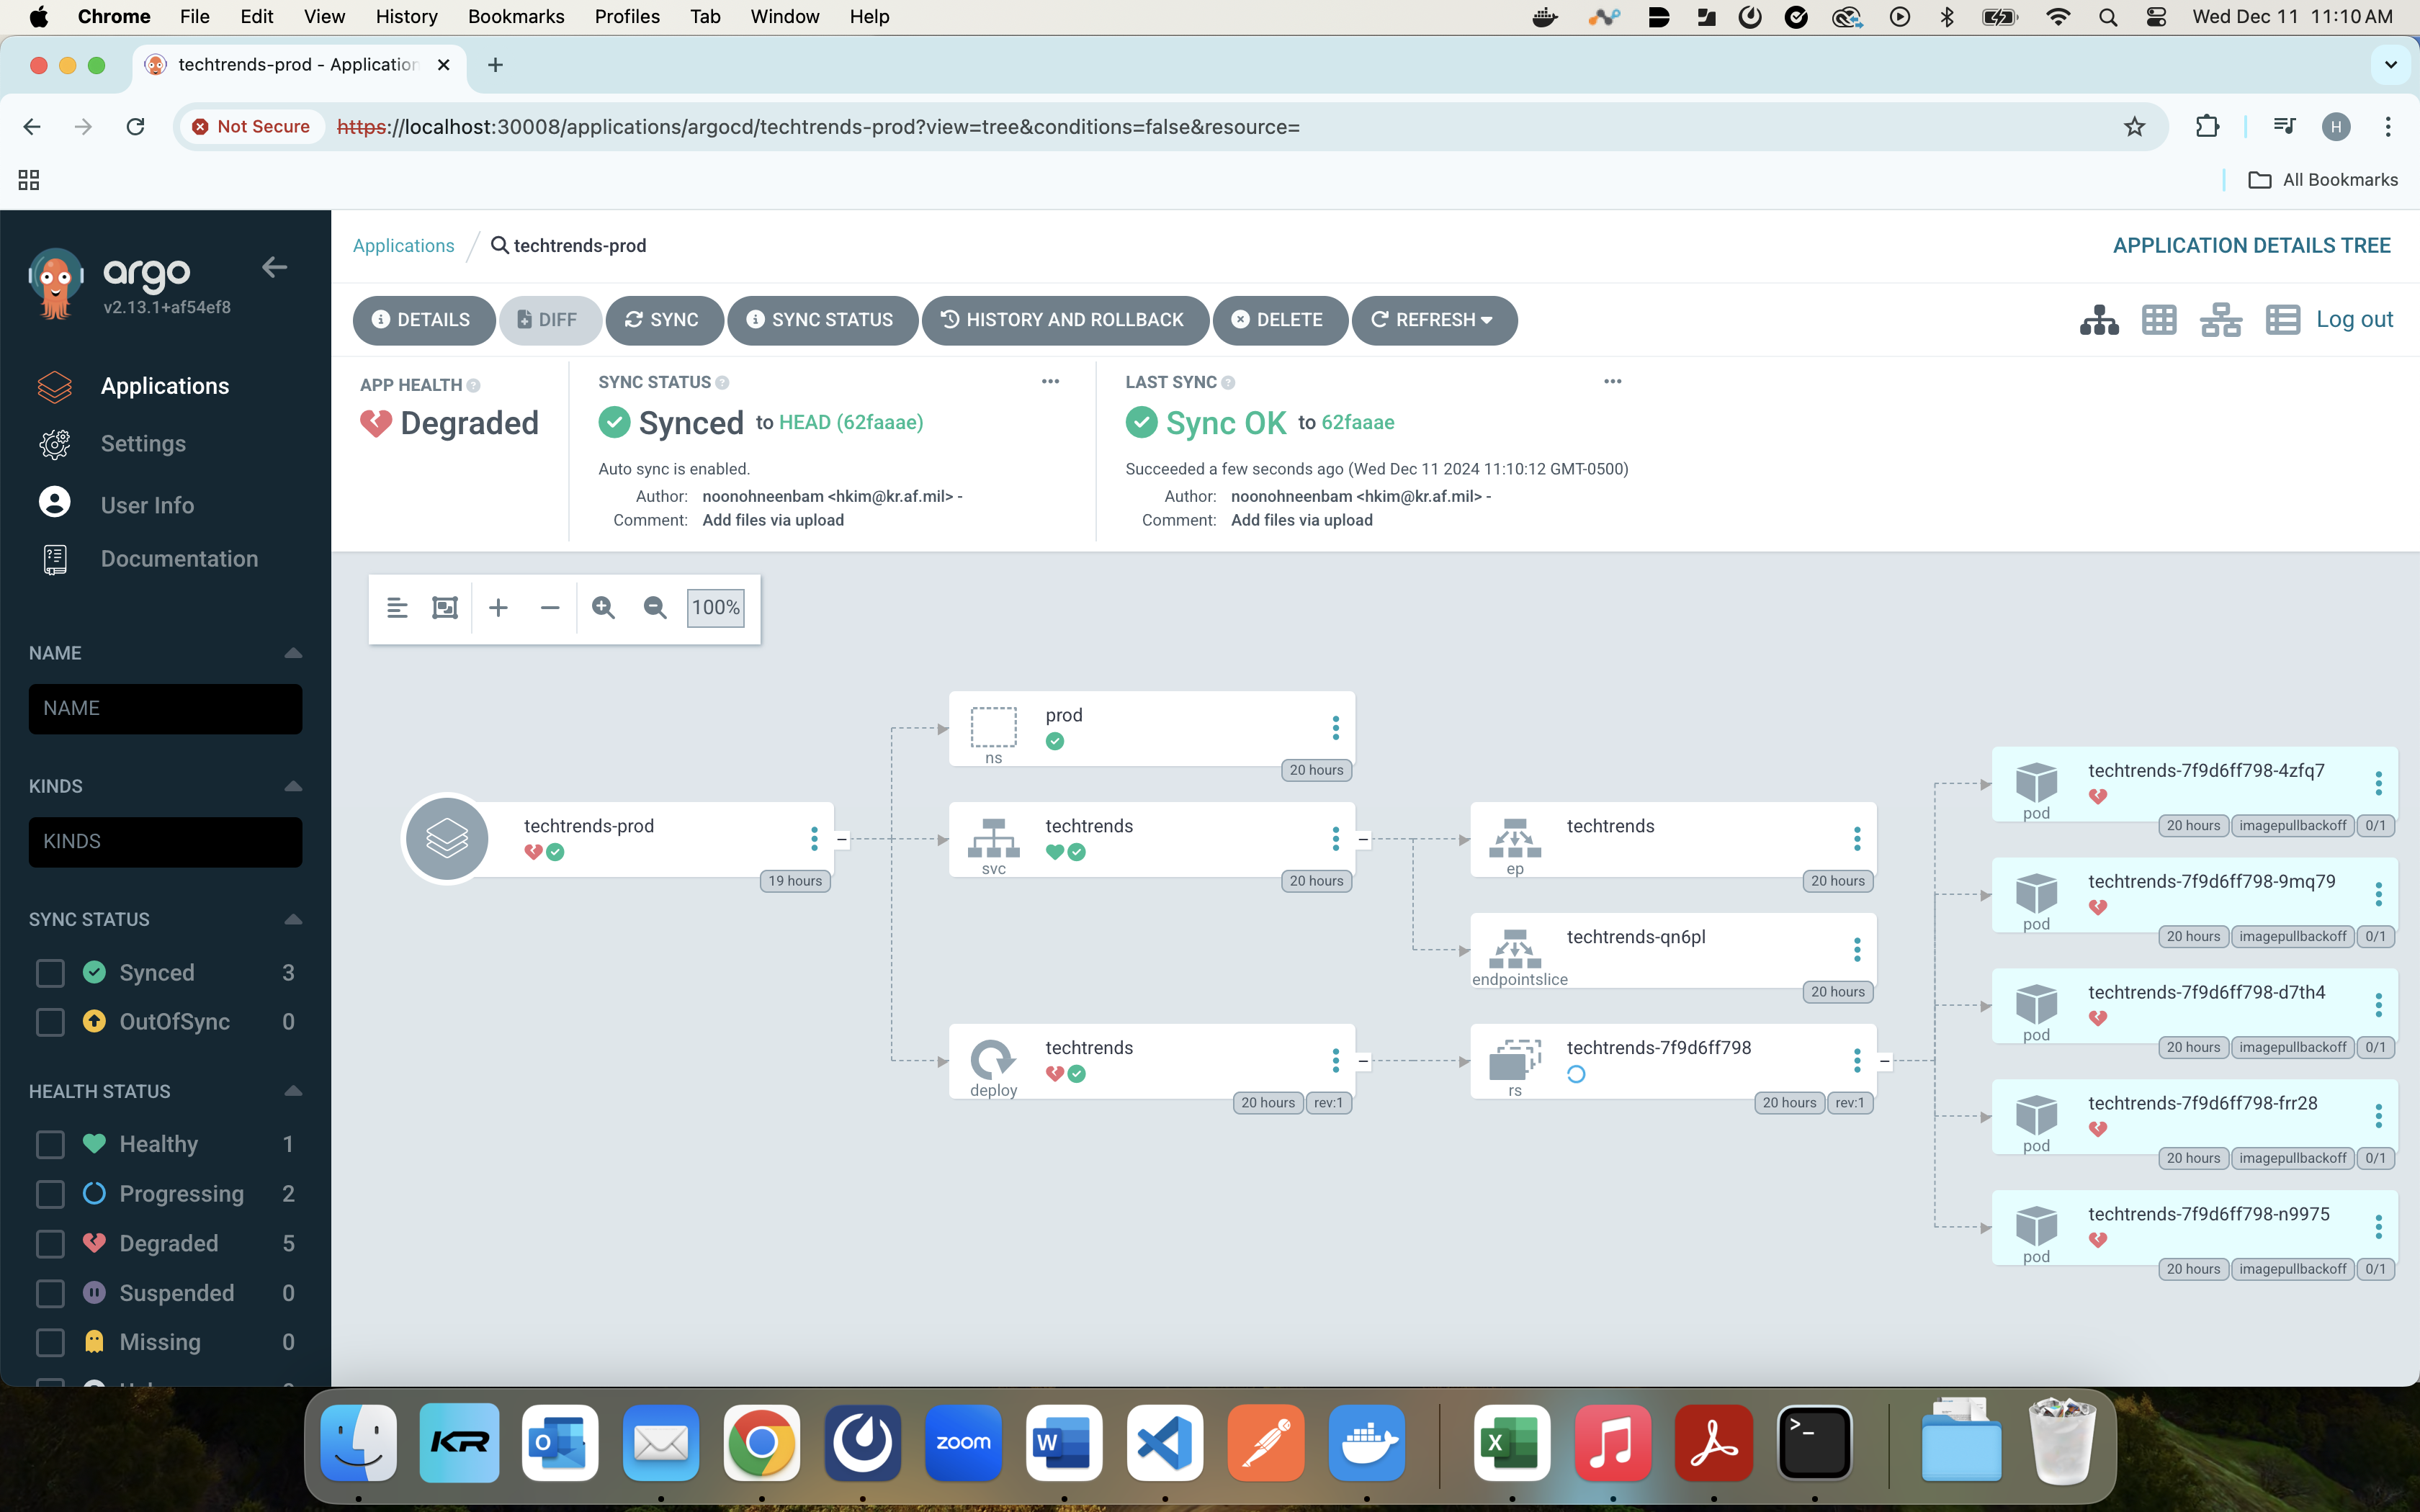 Chrome File Edit View History Bookmarks Profiles Tab Window Help Wed Dec 11 11:10 AM
techtrends-prod - Application
Not Secure https://localhost:30008/applications/argocd/techtrends-prod?view=tree&conditions=false&resource= H
All Bookmarks
argo
v2.13.1+af54ef8
Applications
Settings
User Info
Documentation
NAME
NAME
KINDS
KINDS
SYNC STATUS
Synced 3
OutOfSync 0
HEALTH STATUS
Healthy 1
Progressing 2
Degraded 5
Suspended 0
Missing 0
Applications / techtrends-prod APPLICATION DETAILS TREE
DETAILS DIFF SYNC SYNC STATUS HISTORY AND ROLLBACK DELETE REFRESH Log out
APP HEALTH
Degraded
SYNC STATUS
Synced to HEAD (62faaae)
Auto sync is enabled.
Author: noonohneenbam <hkim@kr.af.mil> -
Comment: Add files via upload
LAST SYNC
Sync OK to 62faaae
Succeeded a few seconds ago (Wed Dec 11 2024 11:10:12 GMT-0500)
Author: noonohneenbam <hkim@kr.af.mil> -
Comment: Add files via upload
100%
techtrends-prod
19 hours
prod
ns
20 hours
techtrends
svc
20 hours
techtrends
deploy
20 hours rev:1
techtrends
ep
20 hours
techtrends-qn6pl
endpointslice
20 hours
techtrends-7f9d6ff798
rs
20 hours rev:1
techtrends-7f9d6ff798-4zfq7
pod
20 hours imagepullbackoff 0/1
techtrends-7f9d6ff798-9mq79
pod
20 hours imagepullbackoff 0/1
techtrends-7f9d6ff798-d7th4
pod
20 hours imagepullbackoff 0/1
techtrends-7f9d6ff798-frr28
pod
20 hours imagepullbackoff 0/1
techtrends-7f9d6ff798-n9975
pod
20 hours imagepullbackoff 0/1
KR O zoom W X >_